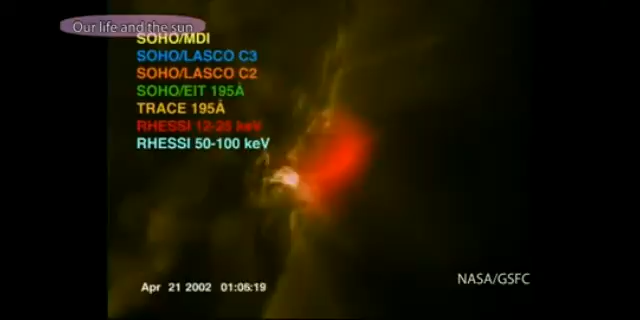 Our life and the sun
SOHO/MDI
SOHO/LASCO C3
SOHO/LASCO C2
SOHO/EIT 195Å
TRACE 195Å
RHESSI 12-25 keV
RHESSI 50-100 keV
Apr 21 2002 01:06:19
NASA/GSFC